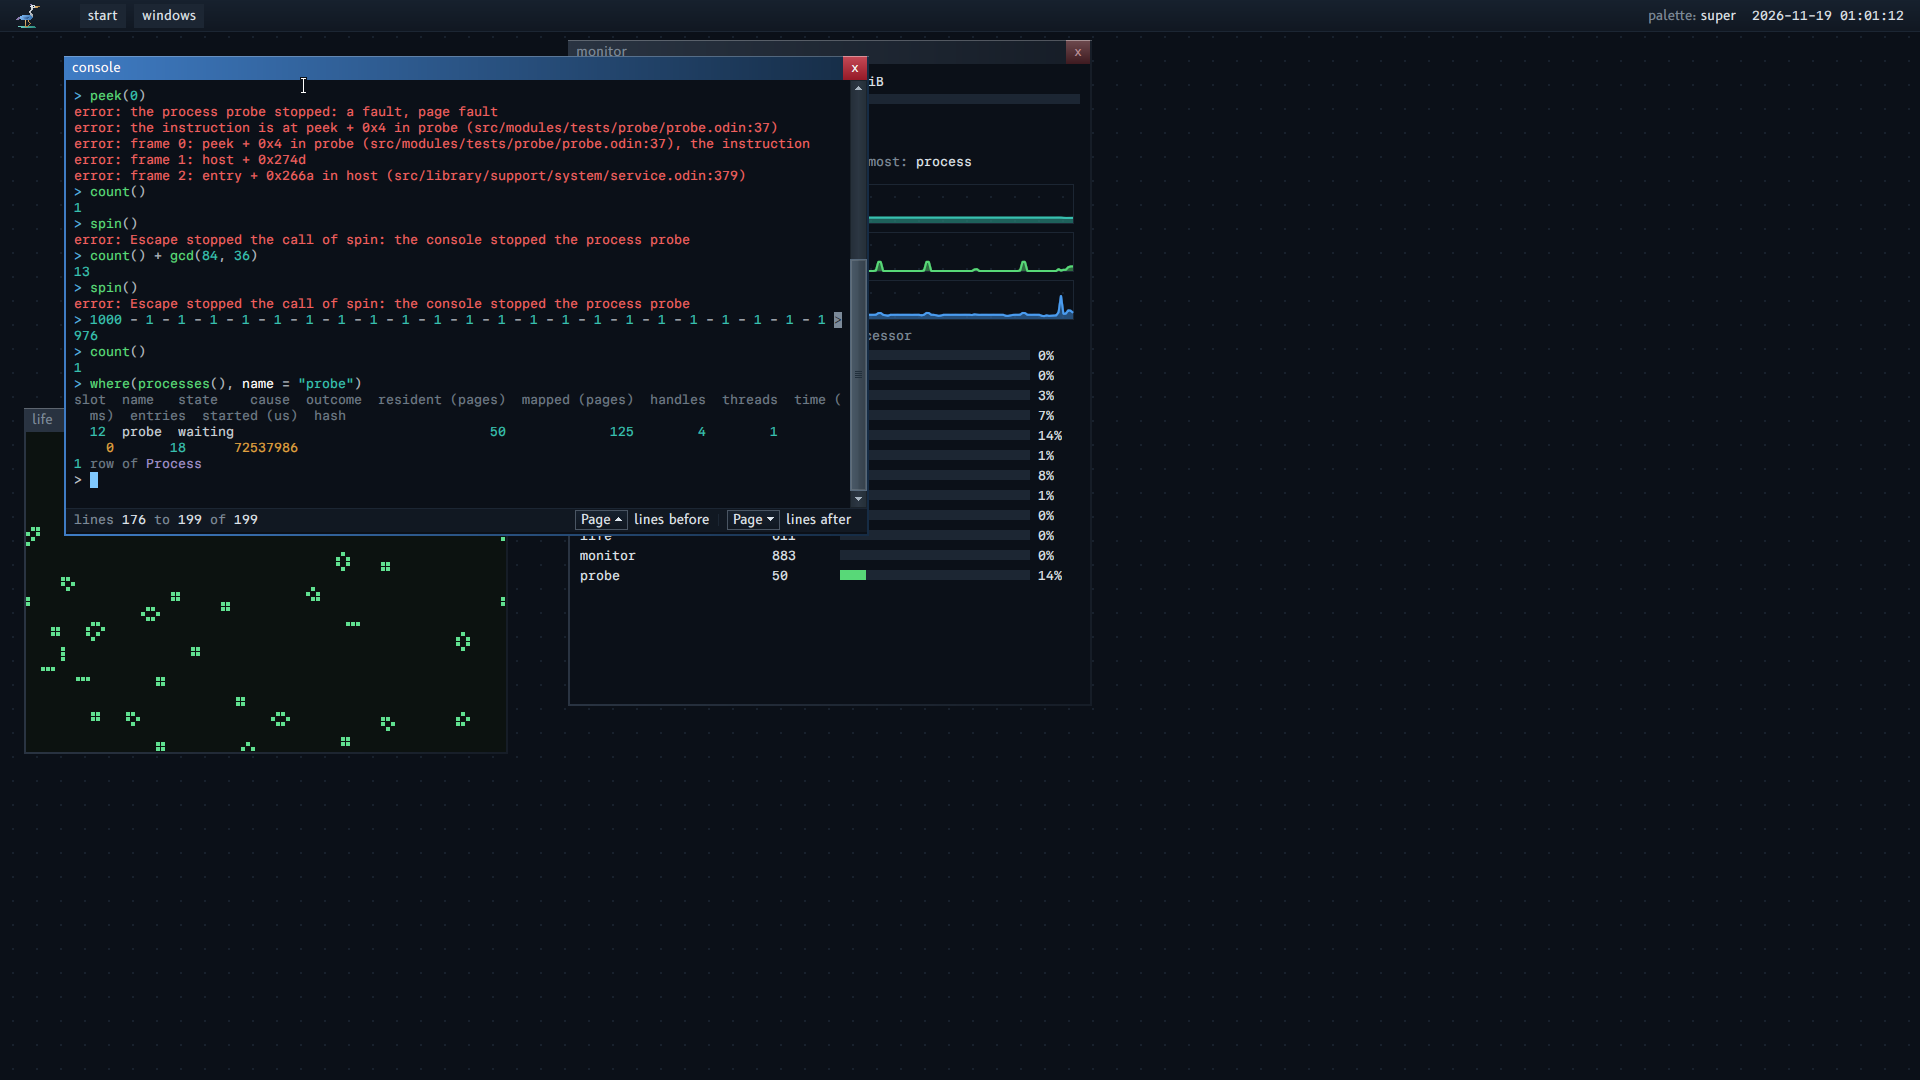 start windows palette: super 2026-11-19 01:01:12
monitor x
console x
iB
> peek(0)
error: the process probe stopped: a fault, page fault
error: the instruction is at peek + 0x4 in probe (src/modules/tests/probe/probe.odin:37)
error: frame 0: peek + 0x4 in probe (src/modules/tests/probe/probe.odin:37), the instruction
error: frame 1: host + 0x274d
error: frame 2: entry + 0x266a in host (src/library/support/system/service.odin:379)
> count()
1
> spin()
error: Escape stopped the call of spin: the console stopped the process probe
> count() + gcd(84, 36)
13
> spin()
error: Escape stopped the call of spin: the console stopped the process probe
> 1000 - 1 - 1 - 1 - 1 - 1 - 1 - 1 - 1 - 1 - 1 - 1 - 1 - 1 - 1 - 1 - 1 - 1 - 1 - 1 - 1 - 1 - 1 >
976
> count()
1
> where(processes(), name = "probe")
slot name state cause outcome resident (pages) mapped (pages) handles threads time (
ms) entries started (us) hash
12 probe waiting 50 125 4 1
0 18 72537986
1 row of Process
>
lines 176 to 199 of 199 Page lines before Page lines after
most: process
cessor
0%
0%
3%
7%
14%
1%
8%
1%
0%
life 0%
monitor 883 0%
probe 50 14%
life